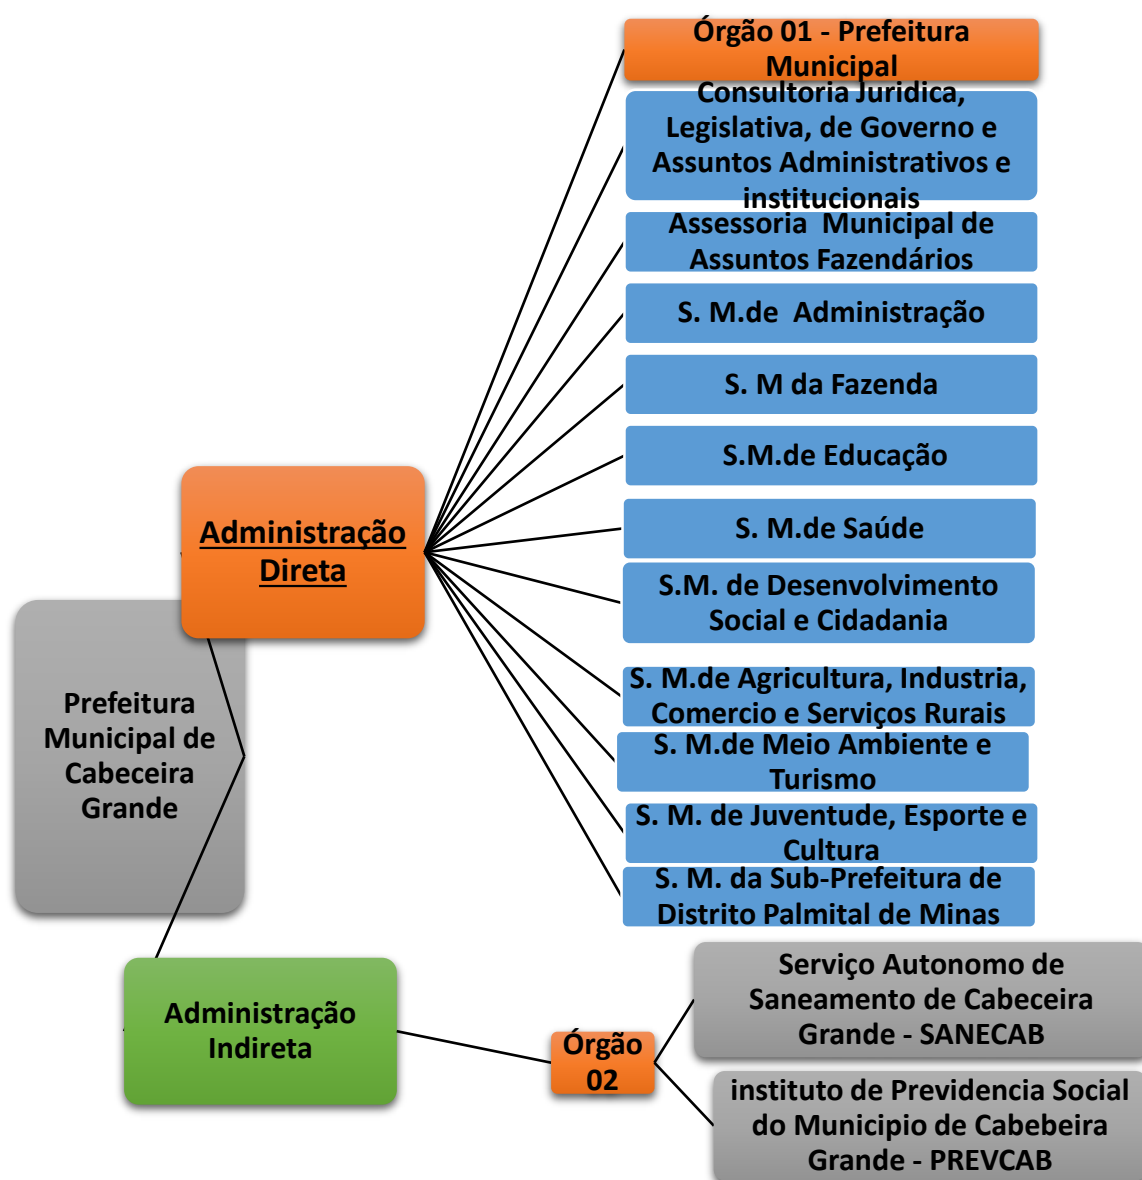 Órgão 01 - Prefeitura
Municipal
Consultoria Juridica,
Legislativa, de Governo e
Assuntos Administrativos e
institucionais
Assessoria Municipal de
Assuntos Fazendários
S. M.de Administração
S. M da Fazenda
S.M.de Educação
Administração
Direta
S. M.de Saúde
S.M. de Desenvolvimento
Social e Cidadania
Prefeitura
Municipal de
Cabeceira
Grande
S. M.de Agricultura, Industria,
Comercio e Serviços Rurais
S. M.de Meio Ambiente e
Turismo
S. M. de Juventude, Esporte e
Cultura
S. M. da Sub-Prefeitura de
Distrito Palmital de Minas
Administração
Indireta
Órgão
02
Serviço Autonomo de
Saneamento de Cabeceira
Grande - SANECAB
instituto de Previdencia Social
do Municipio de Cabebeira
Grande - PREVCAB